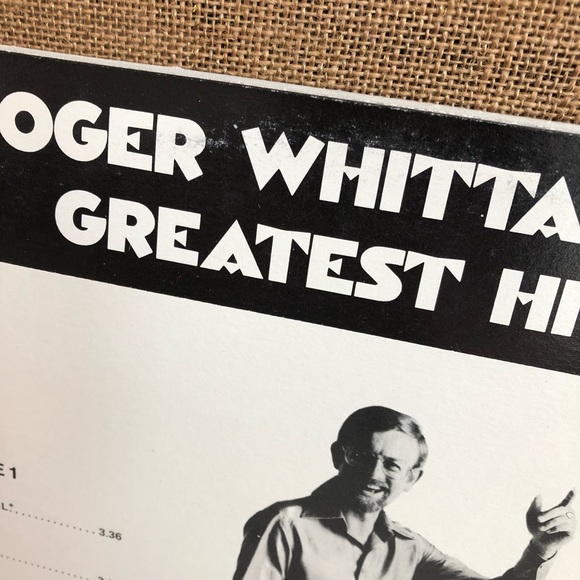 OGER WHITTA
GREATEST HI
E 1
L*..............3.36